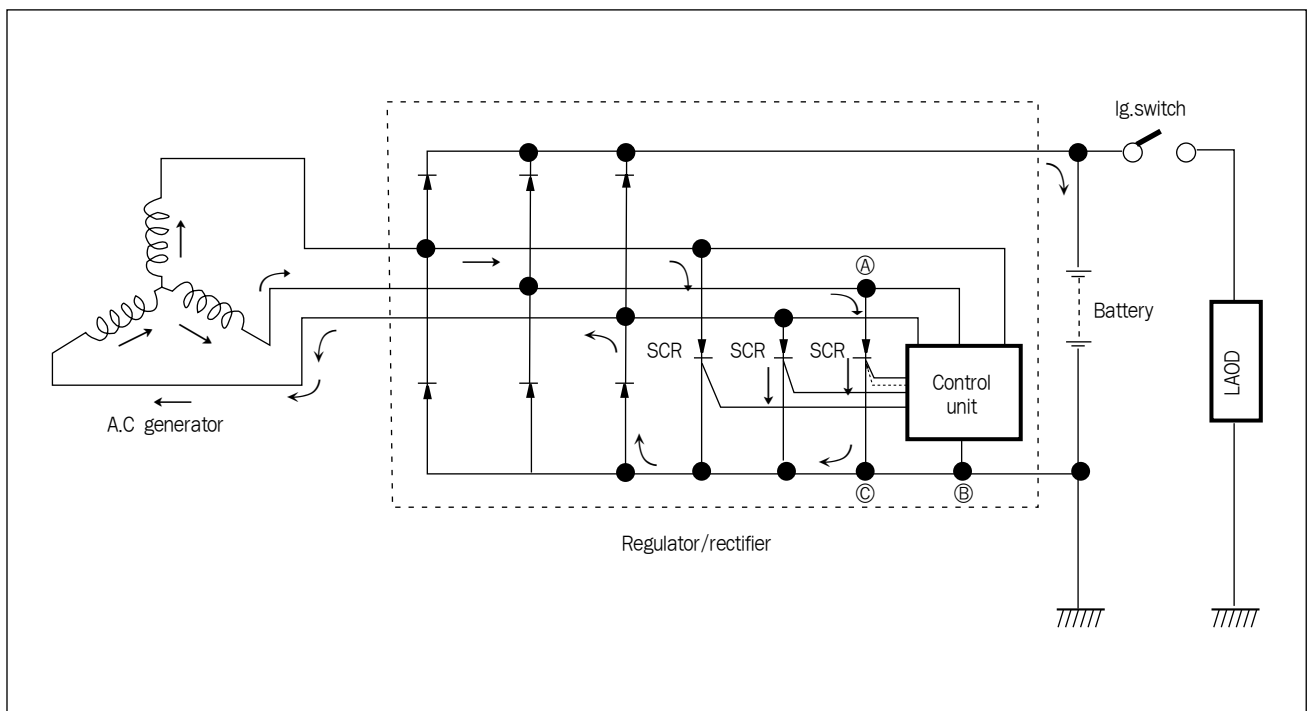 Ig.switch
Ⓐ
SCR
SCR
SCR
Battery
Control
unit
LAOD
A.C generator
Ⓒ
Ⓑ
Regulator/rectifier